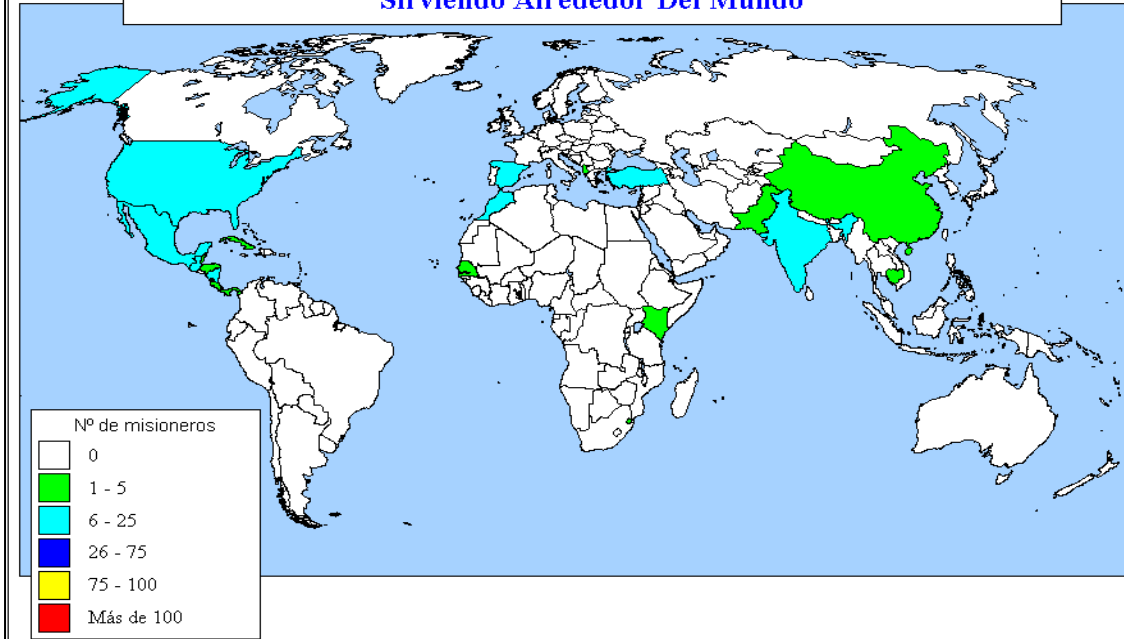 Sirviendo Alrededor Del Mundo
Nº de misioneros
0
1 - 5
6 - 25
26 - 75
75 - 100
Más de 100